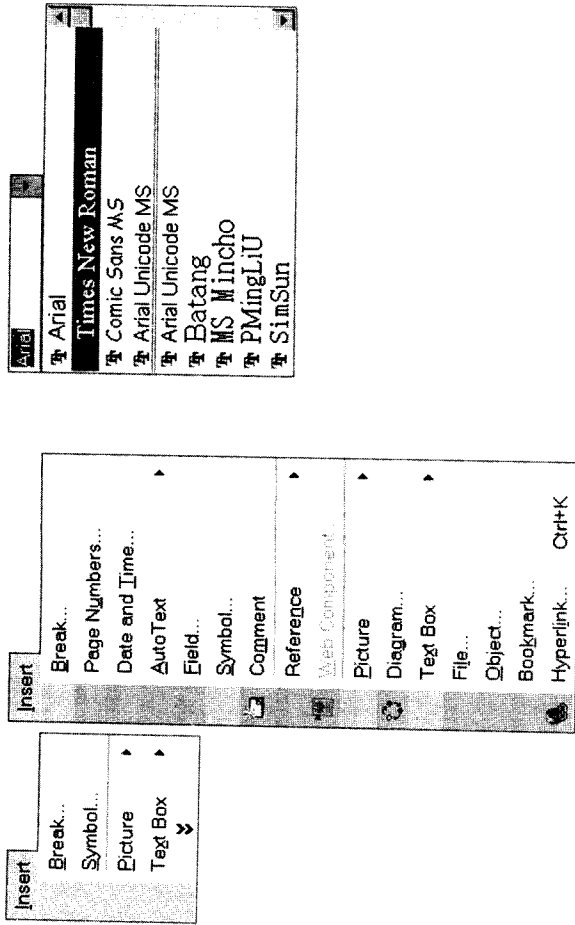 Insert
Break...
Symbol...
Picture
Text Box
Insert
Break...
Page Numbers...
Date and Time...
AutoText
Field...
Symbol...
Comment
Reference
Web Component...
Picture
Diagram...
Text Box
File...
Object...
Bookmark...
Hyperlink... Ctrl+K
Arial
Arial
Times New Roman
Comic Sans MS
Arial Unicode MS
Arial Unicode MS
Batang
MS Mincho
PMingLiU
SimSun